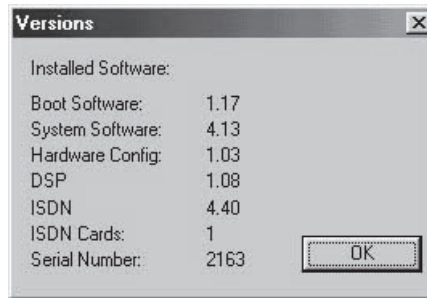 Versions
Installed Software:
Boot Software: 1.17
System Software: 4.13
Hardware Config: 1.03
DSP 1.08
ISDN 4.40
ISDN Cards: 1
Serial Number: 2163
OK